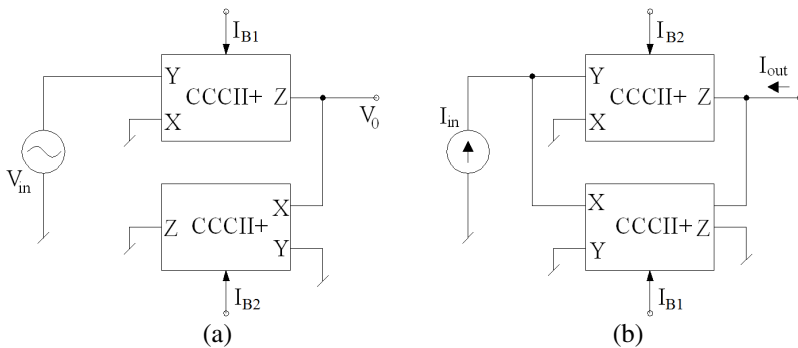 I_B1
Y
CCCII+
Z
X
V_0
V_in
Z
CCCII+
X
Y
I_B2
(a)
I_B2
I_out
Y
CCCII+
Z
X
I_in
X
CCCII+
Z
Y
I_B1
(b)